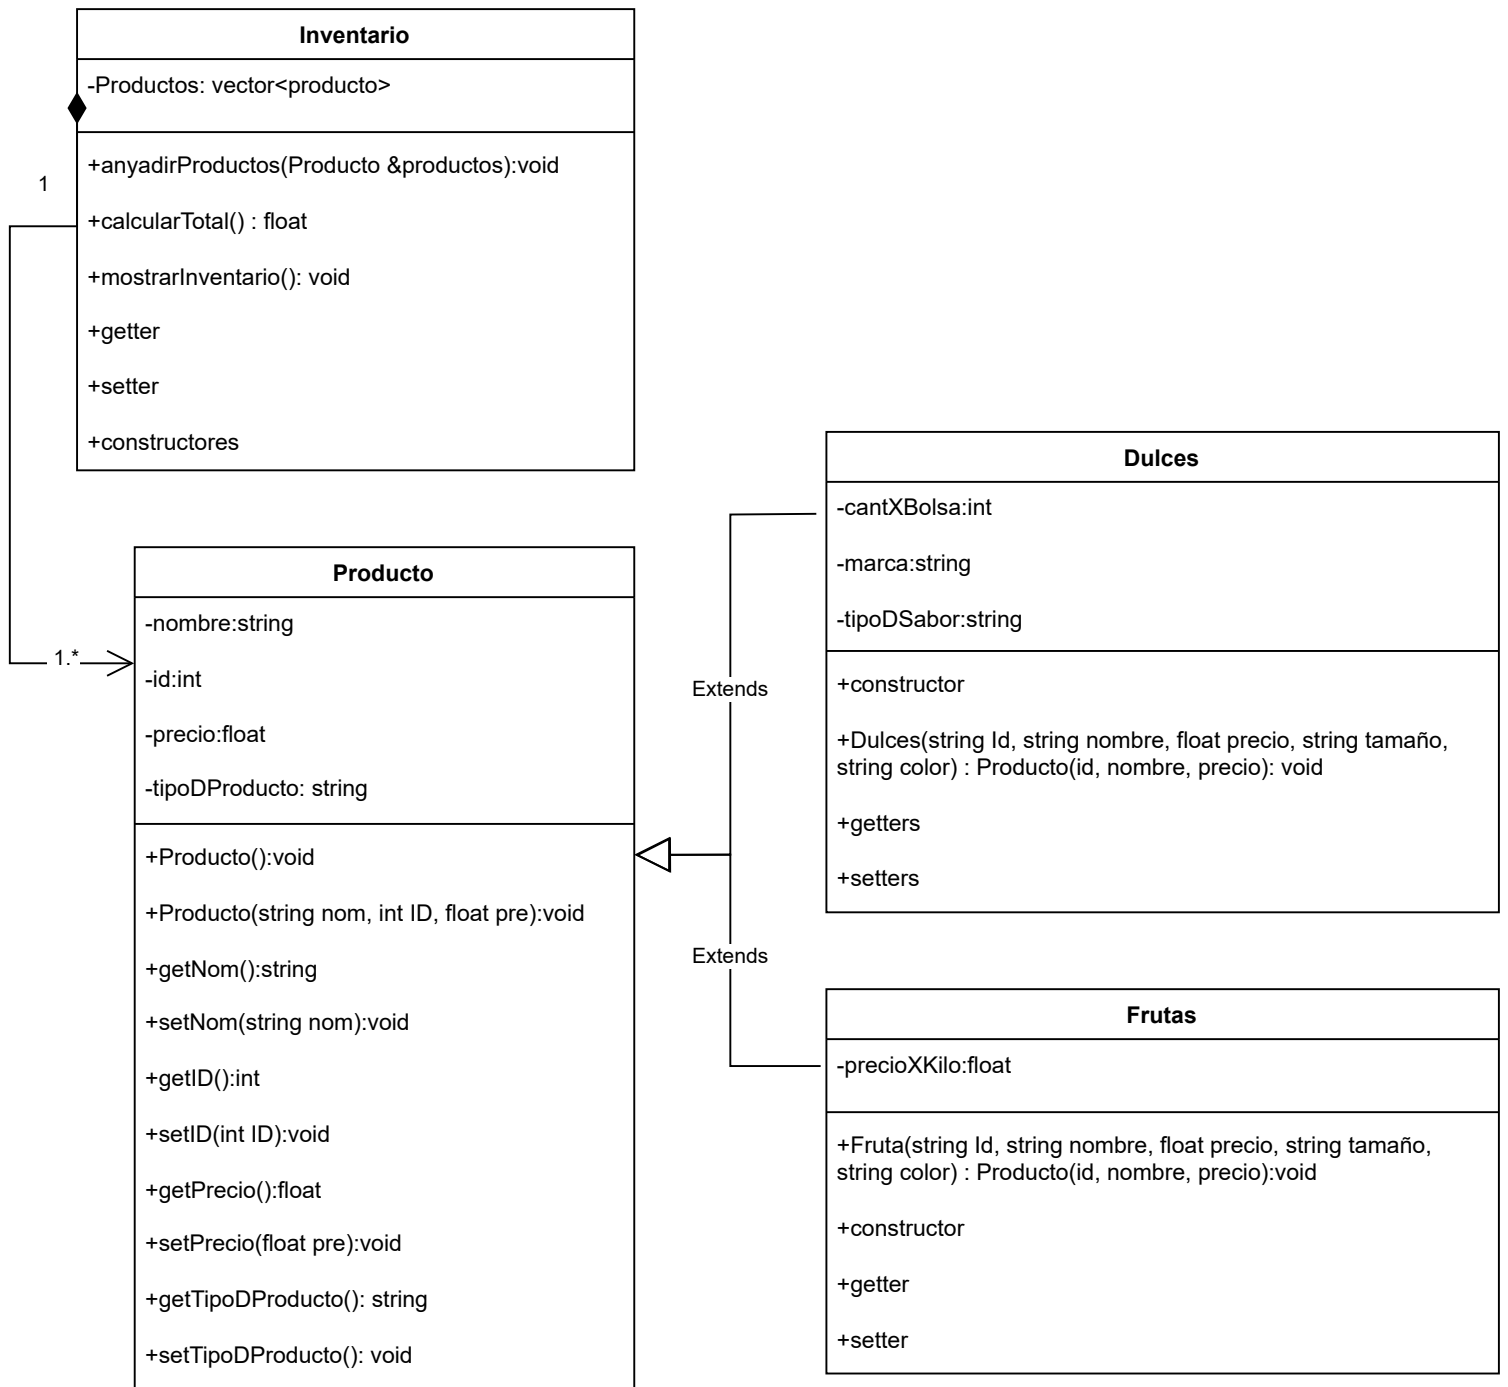 Inventario
-Productos: vector<producto>
+anyadirProductos(Producto &productos):void
1
+calcularTotal() : float
+mostrarInventario(): void
+getter
+setter
+constructores
Producto
-nombre:string
1.*
-id:int
-precio:float
-tipoDProducto: string
+Producto():void
+Producto(string nom, int ID, float pre):void
+getNom():string
+setNom(string nom):void
+getID():int
+setID(int ID):void
+getPrecio():float
+setPrecio(float pre):void
+getTipoDProducto(): string
+setTipoDProducto(): void
Extends
Extends
Dulces
-cantXBolsa:int
-marca:string
-tipoDSabor:string
+constructor
+Dulces(string Id, string nombre, float precio, string tamaño,
string color) : Producto(id, nombre, precio): void
+getters
+setters
Frutas
-precioXKilo:float
+Fruta(string Id, string nombre, float precio, string tamaño,
string color) : Producto(id, nombre, precio):void
+constructor
+getter
+setter